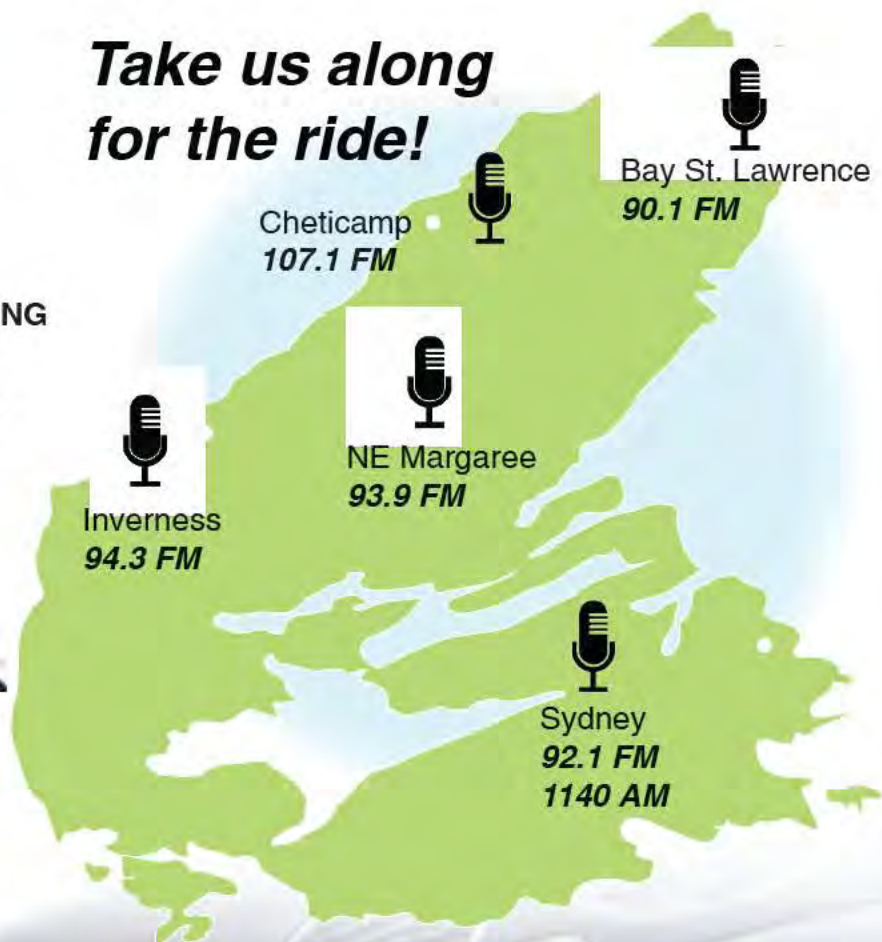 Take us along
for the ride!
Bay St. Lawrence
90.1 FM
Cheticamp
107.1 FM
NG
NE Margaree
93.9 FM
Inverness
94.3 FM
Sydney
92.1 FM
1140 AM